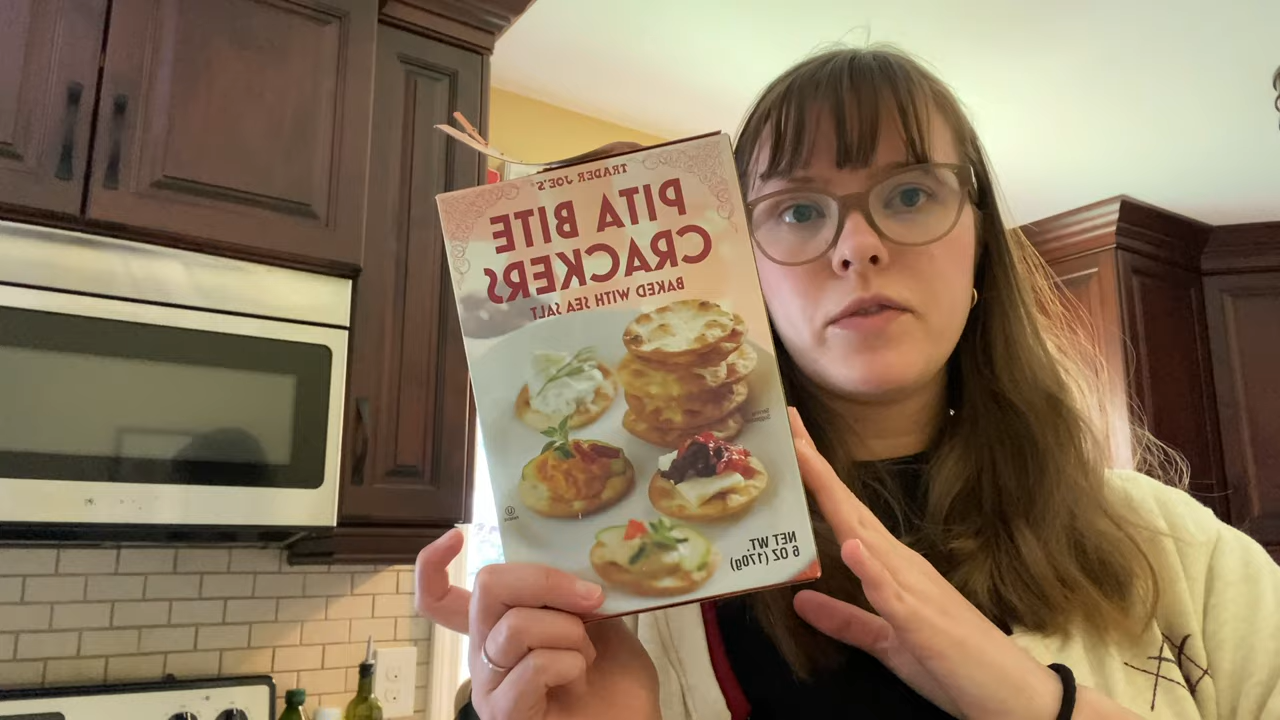 TRADER JOE'S
PITA BITE
CRACKERS
BAKED WITH SEA SALT
NET WT.
6 OZ (170g)